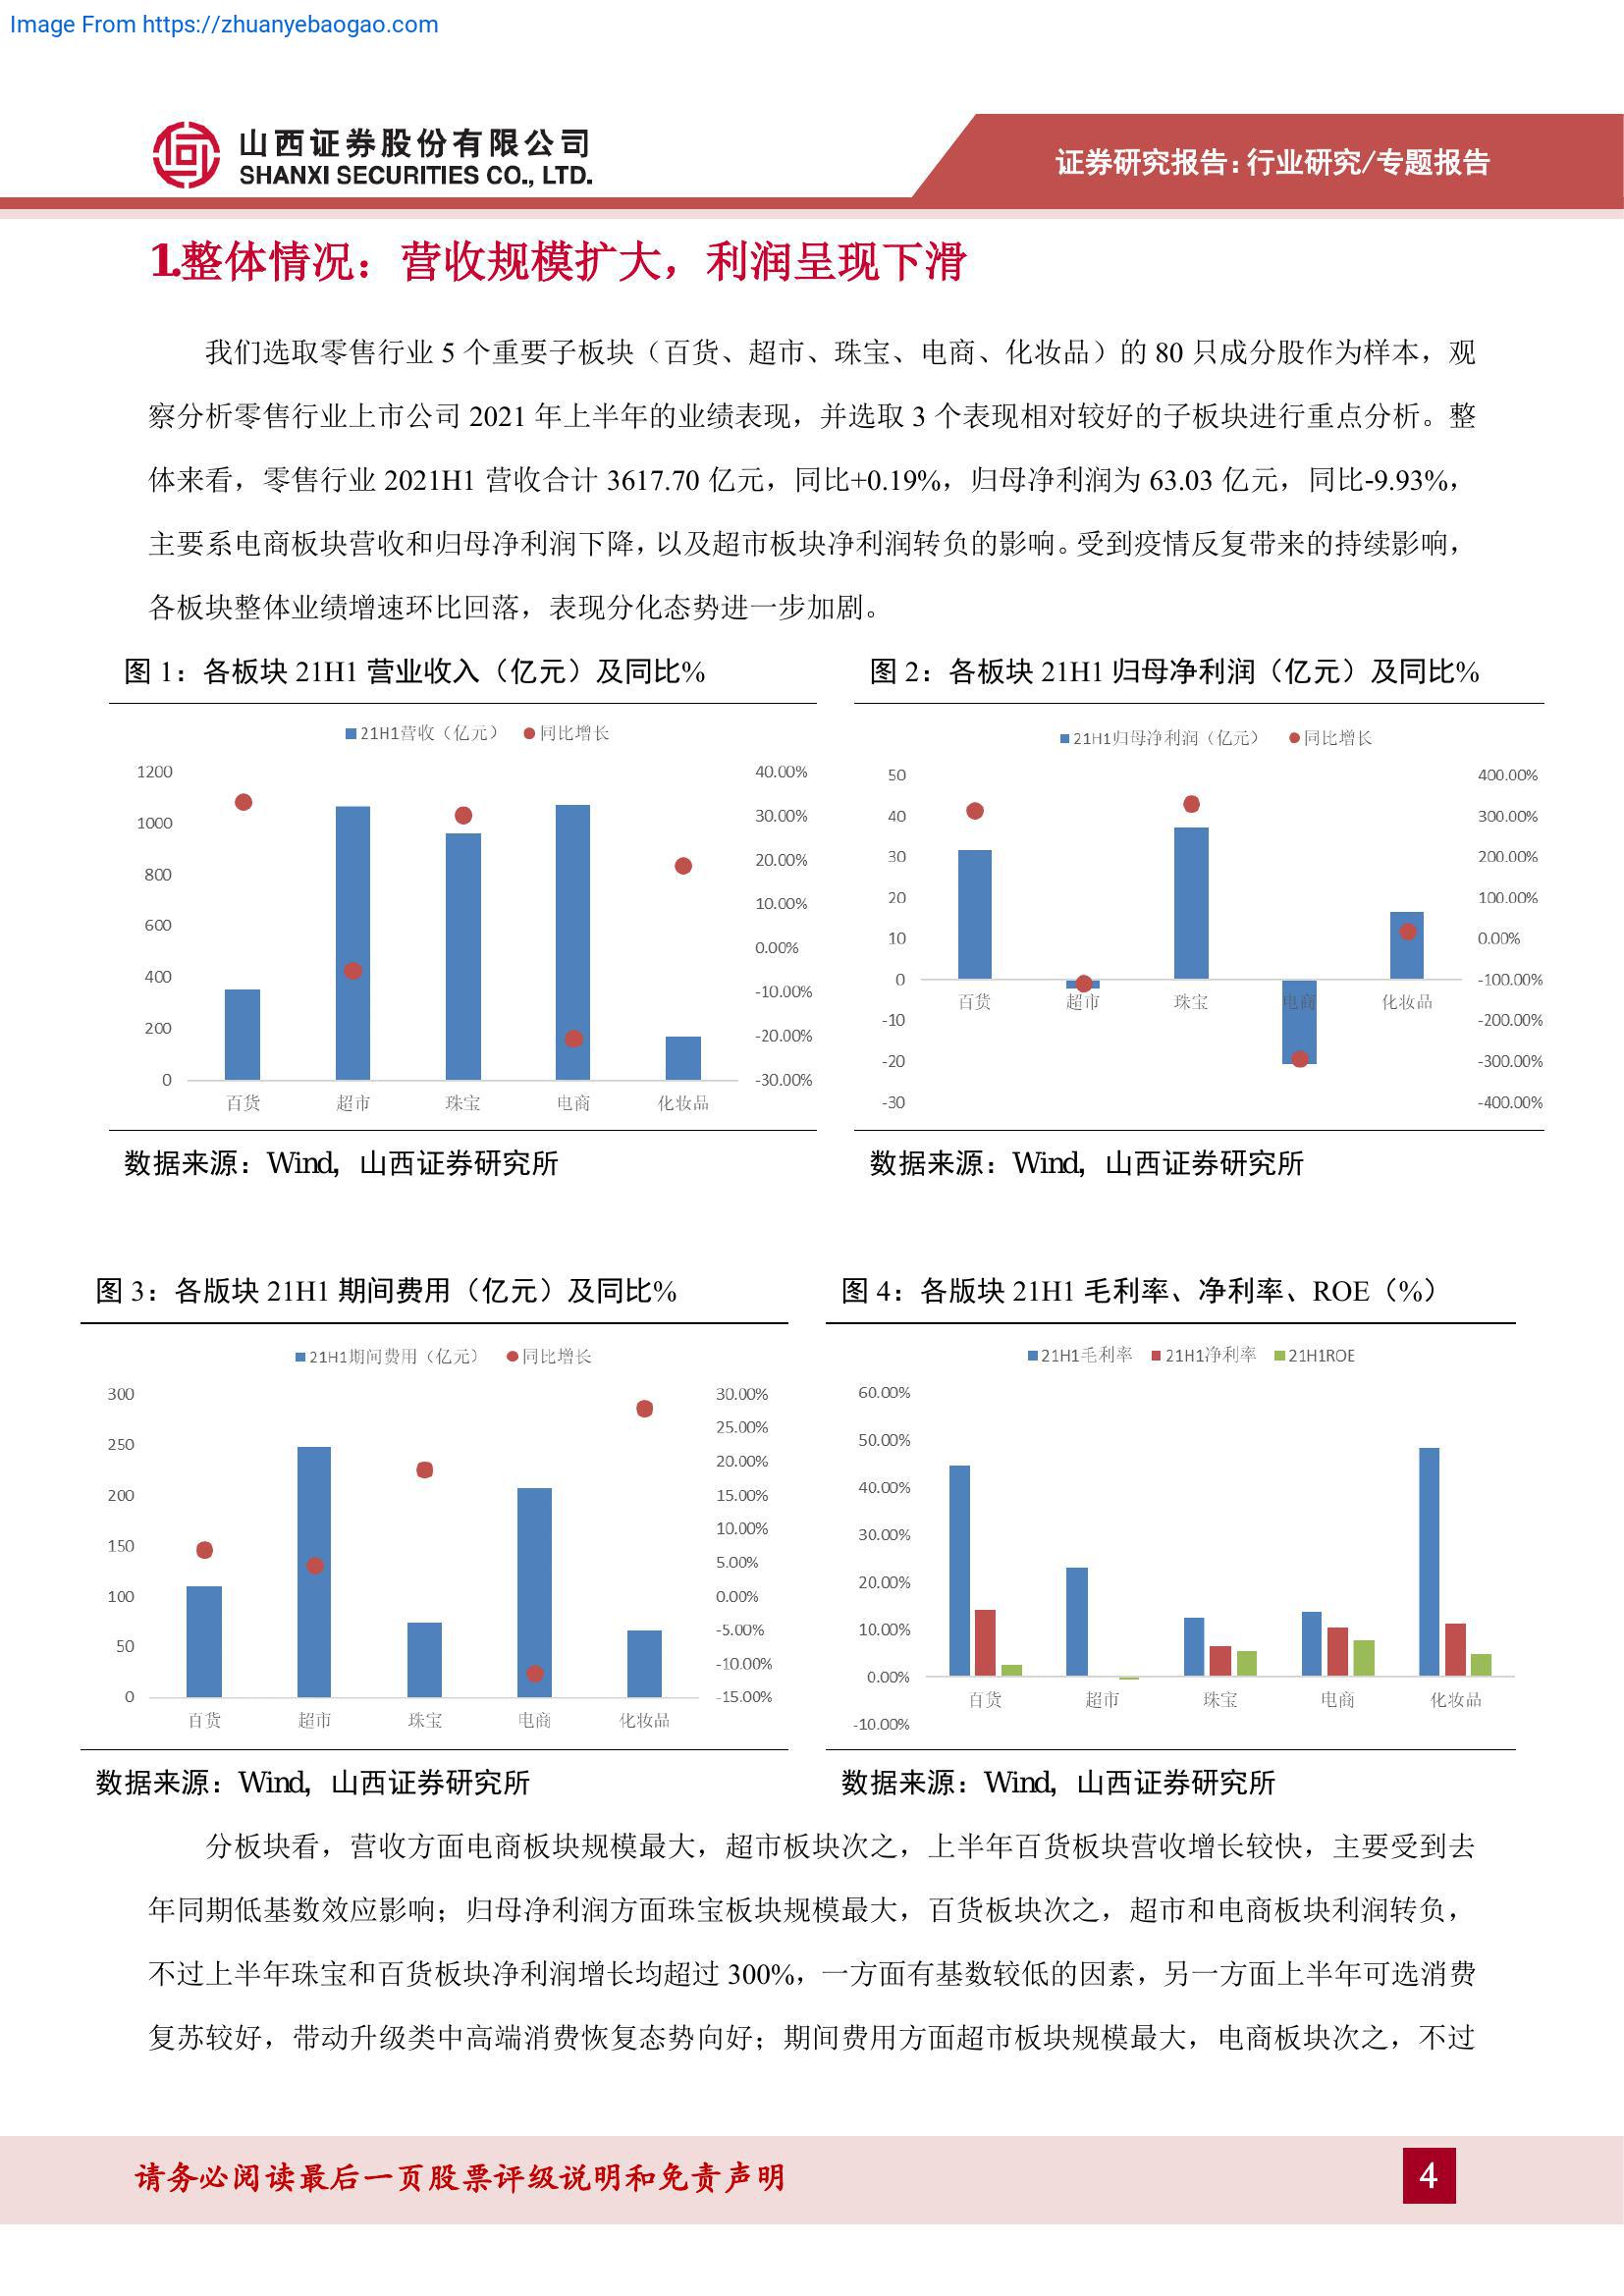 Image From https://zhuanyebaogao.com
山西证券股份有限公司
SHANXI SECURITIES CO., LTD.
证券研究报告：行业研究/专题报告
1.整体情况：营收规模扩大，利润呈现下滑
我们选取零售行业 5 个重要子板块（百货、超市、珠宝、电商、化妆品）的 80 只成分股作为样本，观
察分析零售行业上市公司 2021 年上半年的业绩表现，并选取 3 个表现相对较好的子板块进行重点分析。整
体来看，零售行业 2021H1 营收合计 3617.70 亿元，同比+0.19%，归母净利润为 63.03 亿元，同比-9.93%，
主要系电商板块营收和归母净利润下降，以及超市板块净利润转负的影响。受到疫情反复带来的持续影响，
各板块整体业绩增速环比回落，表现分化态势进一步加剧。
图 1：各板块 21H1 营业收入（亿元）及同比%
21H1营收（亿元） 同比增长
1200
1000
800
600
400
200
0
40.00%
30.00%
20.00%
10.00%
0.00%
-10.00%
-20.00%
-30.00%
百货 超市 珠宝 电商 化妆品
数据来源：Wind，山西证券研究所
图 2：各板块 21H1 归母净利润（亿元）及同比%
21H1归母净利润（亿元） 同比增长
50
40
30
20
10
0
-10
-20
-30
400.00%
300.00%
200.00%
100.00%
0.00%
-100.00%
-200.00%
-300.00%
-400.00%
百货 超市 珠宝 电商 化妆品
数据来源：Wind，山西证券研究所
图 3：各版块 21H1 期间费用（亿元）及同比%
21H1期间费用（亿元） 同比增长
300
250
200
150
100
50
0
30.00%
25.00%
20.00%
15.00%
10.00%
5.00%
0.00%
-5.00%
-10.00%
-15.00%
百货 超市 珠宝 电商 化妆品
数据来源：Wind，山西证券研究所
图 4：各版块 21H1 毛利率、净利率、ROE（%）
21H1毛利率 21H1净利率 21H1ROE
60.00%
50.00%
40.00%
30.00%
20.00%
10.00%
0.00%
-10.00%
百货 超市 珠宝 电商 化妆品
数据来源：Wind，山西证券研究所
分板块看，营收方面电商板块规模最大，超市板块次之，上半年百货板块营收增长较快，主要受到去
年同期低基数效应影响；归母净利润方面珠宝板块规模最大，百货板块次之，超市和电商板块利润转负，
不过上半年珠宝和百货板块净利润增长均超过 300%，一方面有基数较低的因素，另一方面上半年可选消费
复苏较好，带动升级类中高端消费恢复态势向好；期间费用方面超市板块规模最大，电商板块次之，不过
请务必阅读最后一页股票评级说明和免责声明
4